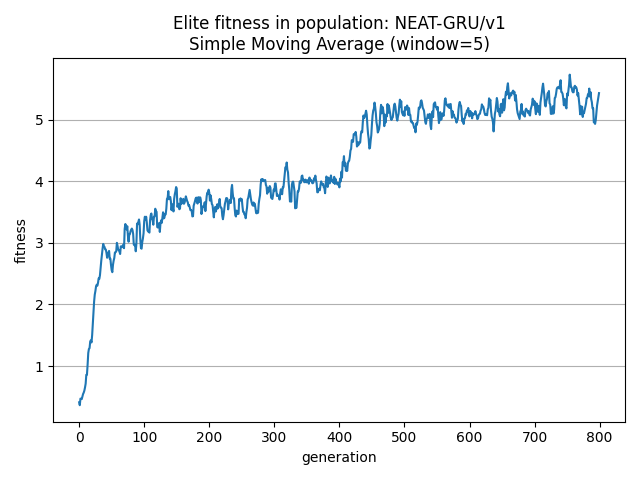 Elite fitness in population: NEAT-GRU/v1
Simple Moving Average (window=5)
fitness
5
4
3
2
1
0 100 200 300 400 500 600 700 800
generation